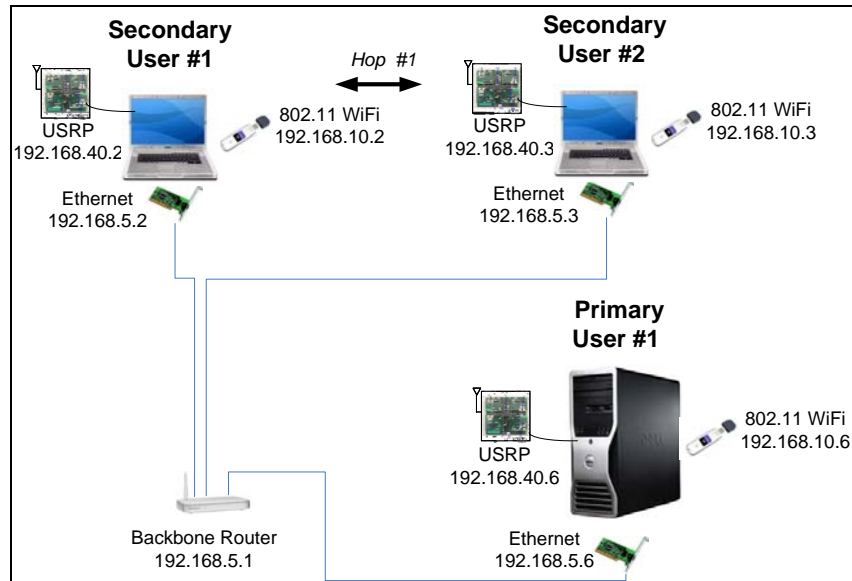 Secondary
User #1
Hop #1
Secondary
User #2
USRP
192.168.40.2
802.11 WiFi
192.168.10.2
Ethernet
192.168.5.2
USRP
192.168.40.3
802.11 WiFi
192.168.10.3
Ethernet
192.168.5.3
Primary
User #1
USRP
192.168.40.6
802.11 WiFi
192.168.10.6
Backbone Router
192.168.5.1
Ethernet
192.168.5.6